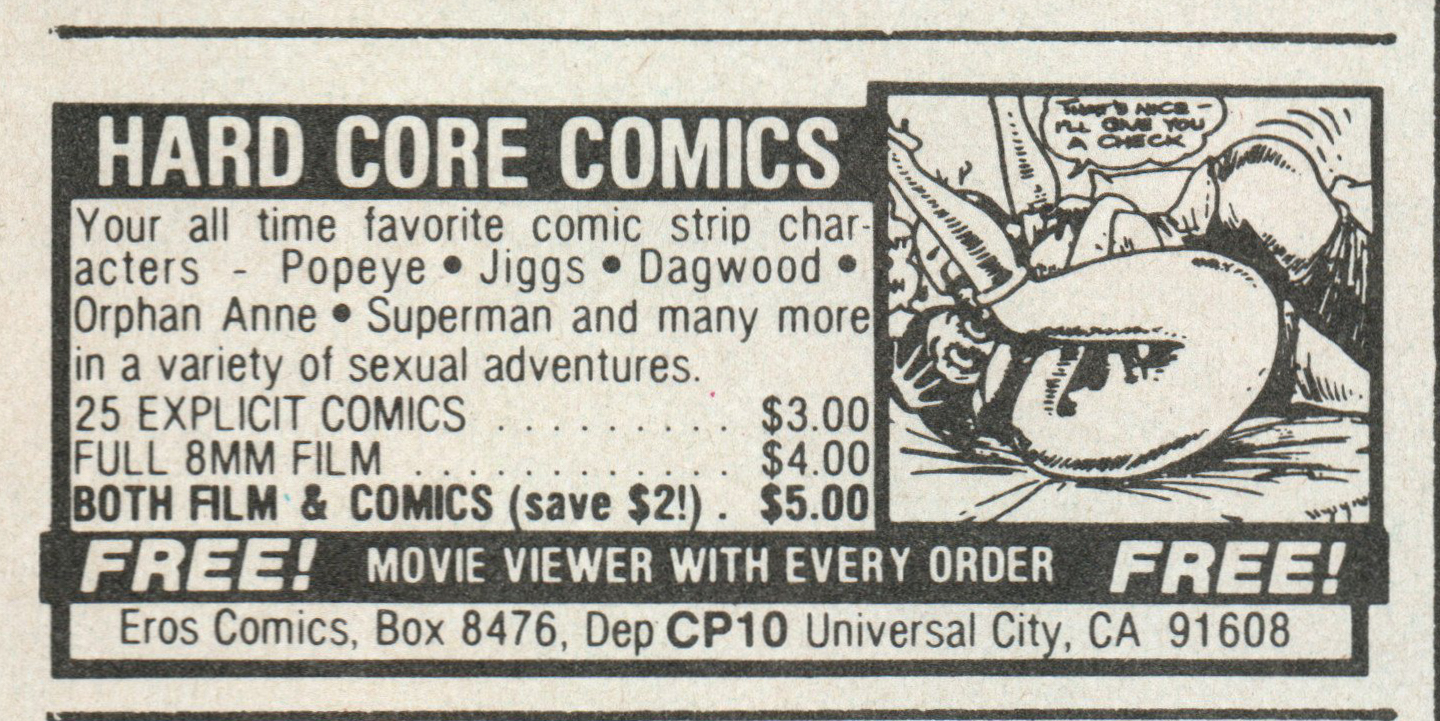 HARD CORE COMICS
Your all time favorite comic strip char-
acters - Popeye • Jiggs • Dagwood •
Orphan Anne • Superman and many more
in a variety of sexual adventures.
25 EXPLICIT COMICS . . . . . . . . . $3.00
FULL 8MM FILM . . . . . . . . . . . . . $4.00
BOTH FILM & COMICS (save $2!) . $5.00
THAT'S NICE -
I'LL GIVE YOU
A CHECK
FREE! MOVIE VIEWER WITH EVERY ORDER FREE!
Eros Comics, Box 8476, Dep CP10 Universal City, CA 91608